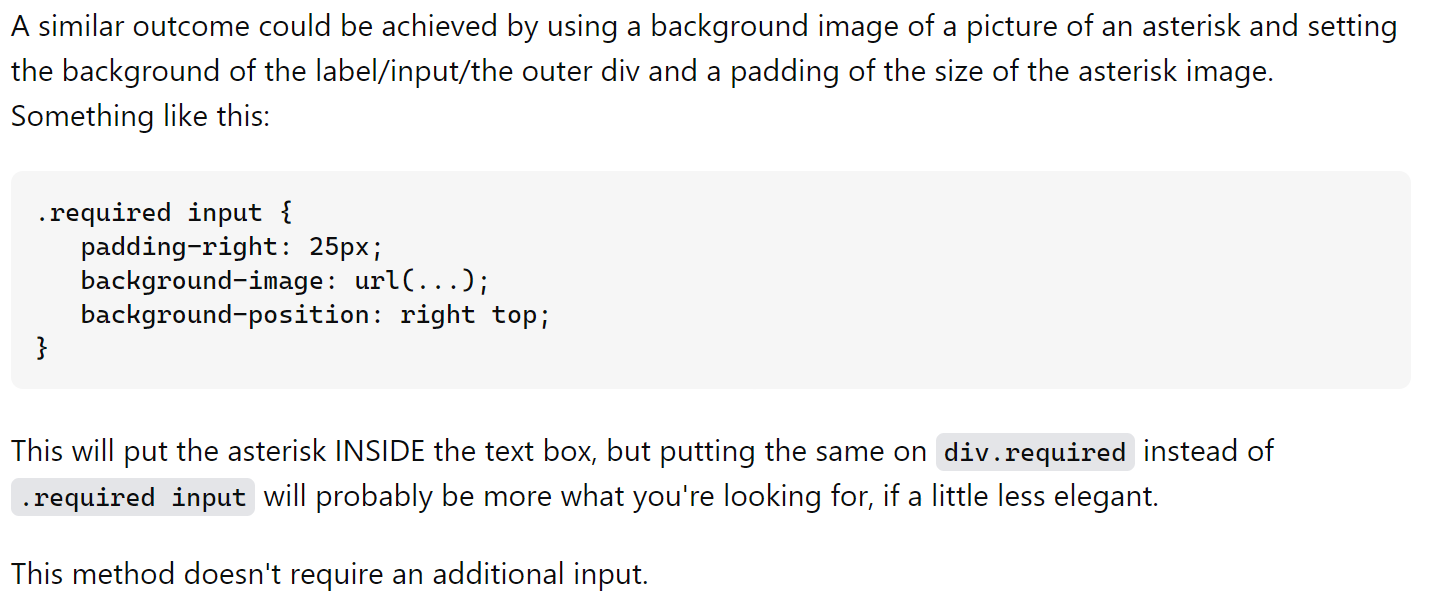 A similar outcome could be achieved by using a background image of a picture of an asterisk and setting
the background of the label/input/the outer div and a padding of the size of the asterisk image.
Something like this:
.required input {
   padding-right: 25px;
   background-image: url(...);
   background-position: right top;
}
This will put the asterisk INSIDE the text box, but putting the same on div.required instead of
.required input will probably be more what you're looking for, if a little less elegant.
This method doesn't require an additional input.